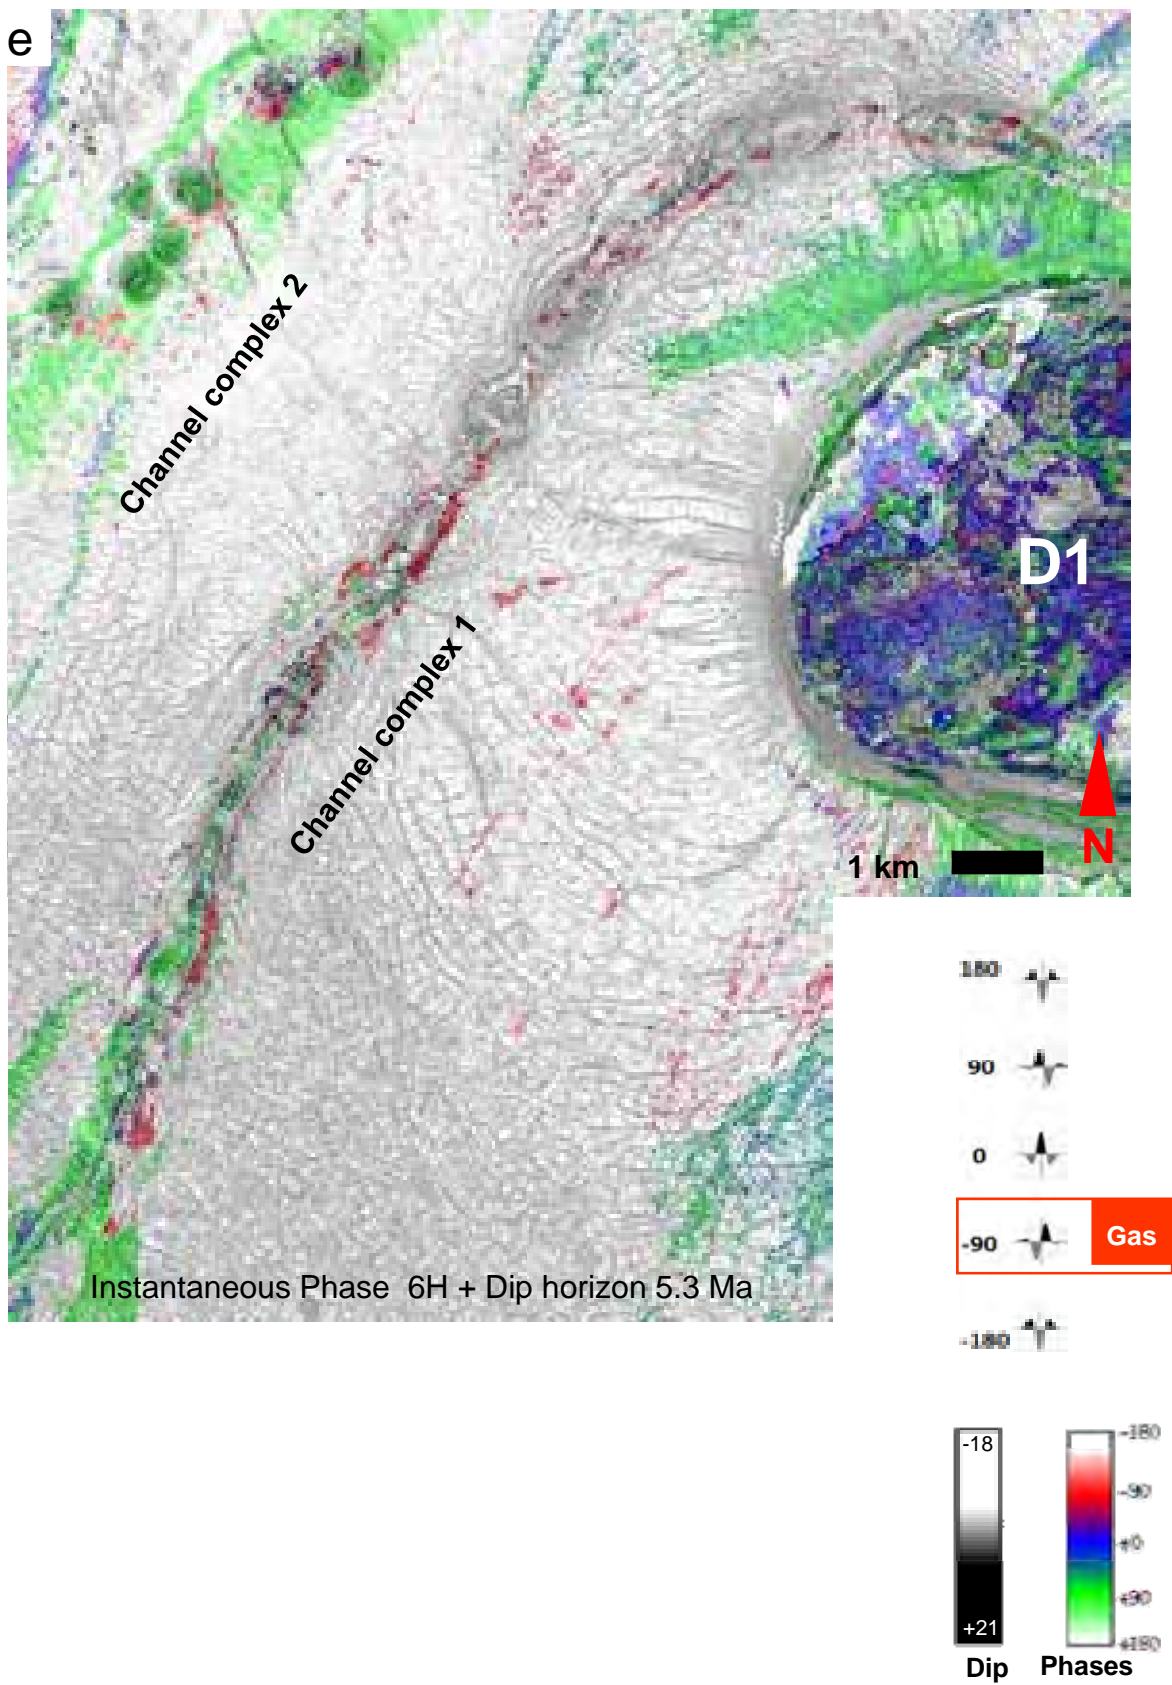 e
Channel complex 2
D1
Channel complex 1
N
1 km
180
90
0
-90
Gas
Instantaneous Phase 6H + Dip horizon 5.3 Ma
-180
-18
+21
-180
-90
+0
+90
+180
Dip
Phases